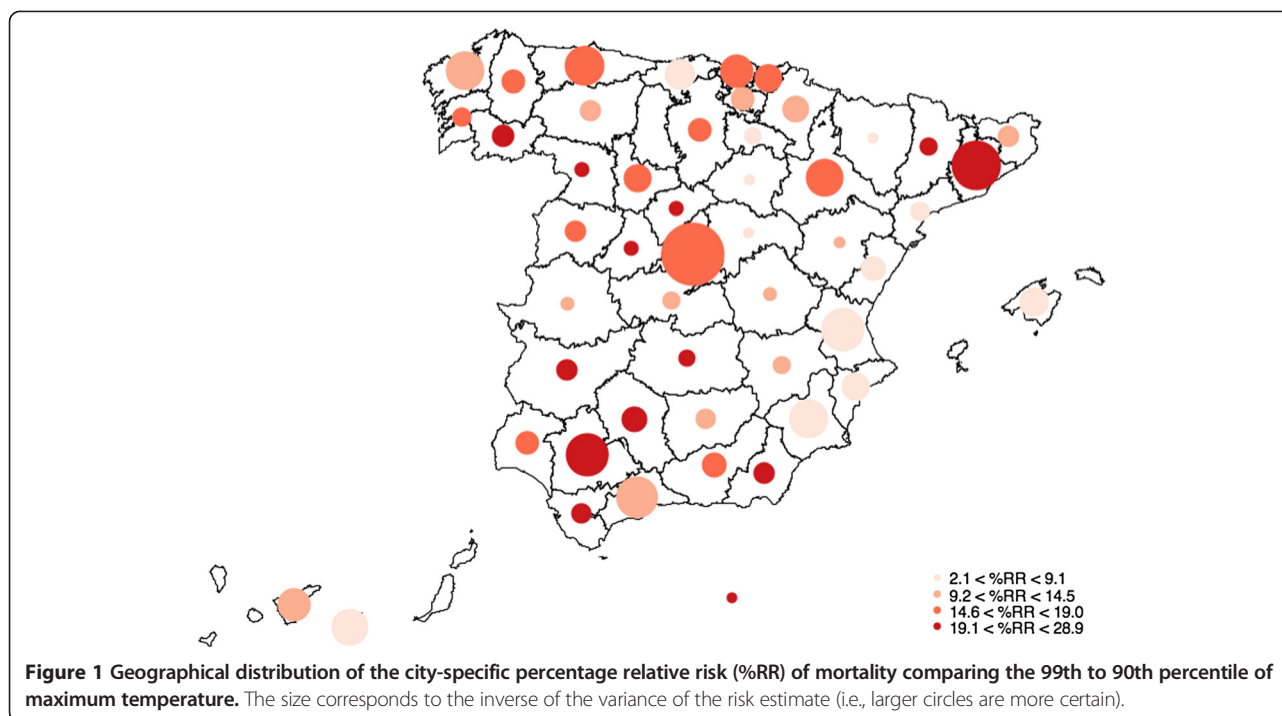 2.1 < %RR < 9.1
9.2 < %RR < 14.5
14.6 < %RR < 19.0
19.1 < %RR < 28.9
Figure 1 Geographical distribution of the city-specific percentage relative risk (%RR) of mortality comparing the 99th to 90th percentile of
maximum temperature. The size corresponds to the inverse of the variance of the risk estimate (i.e., larger circles are more certain).